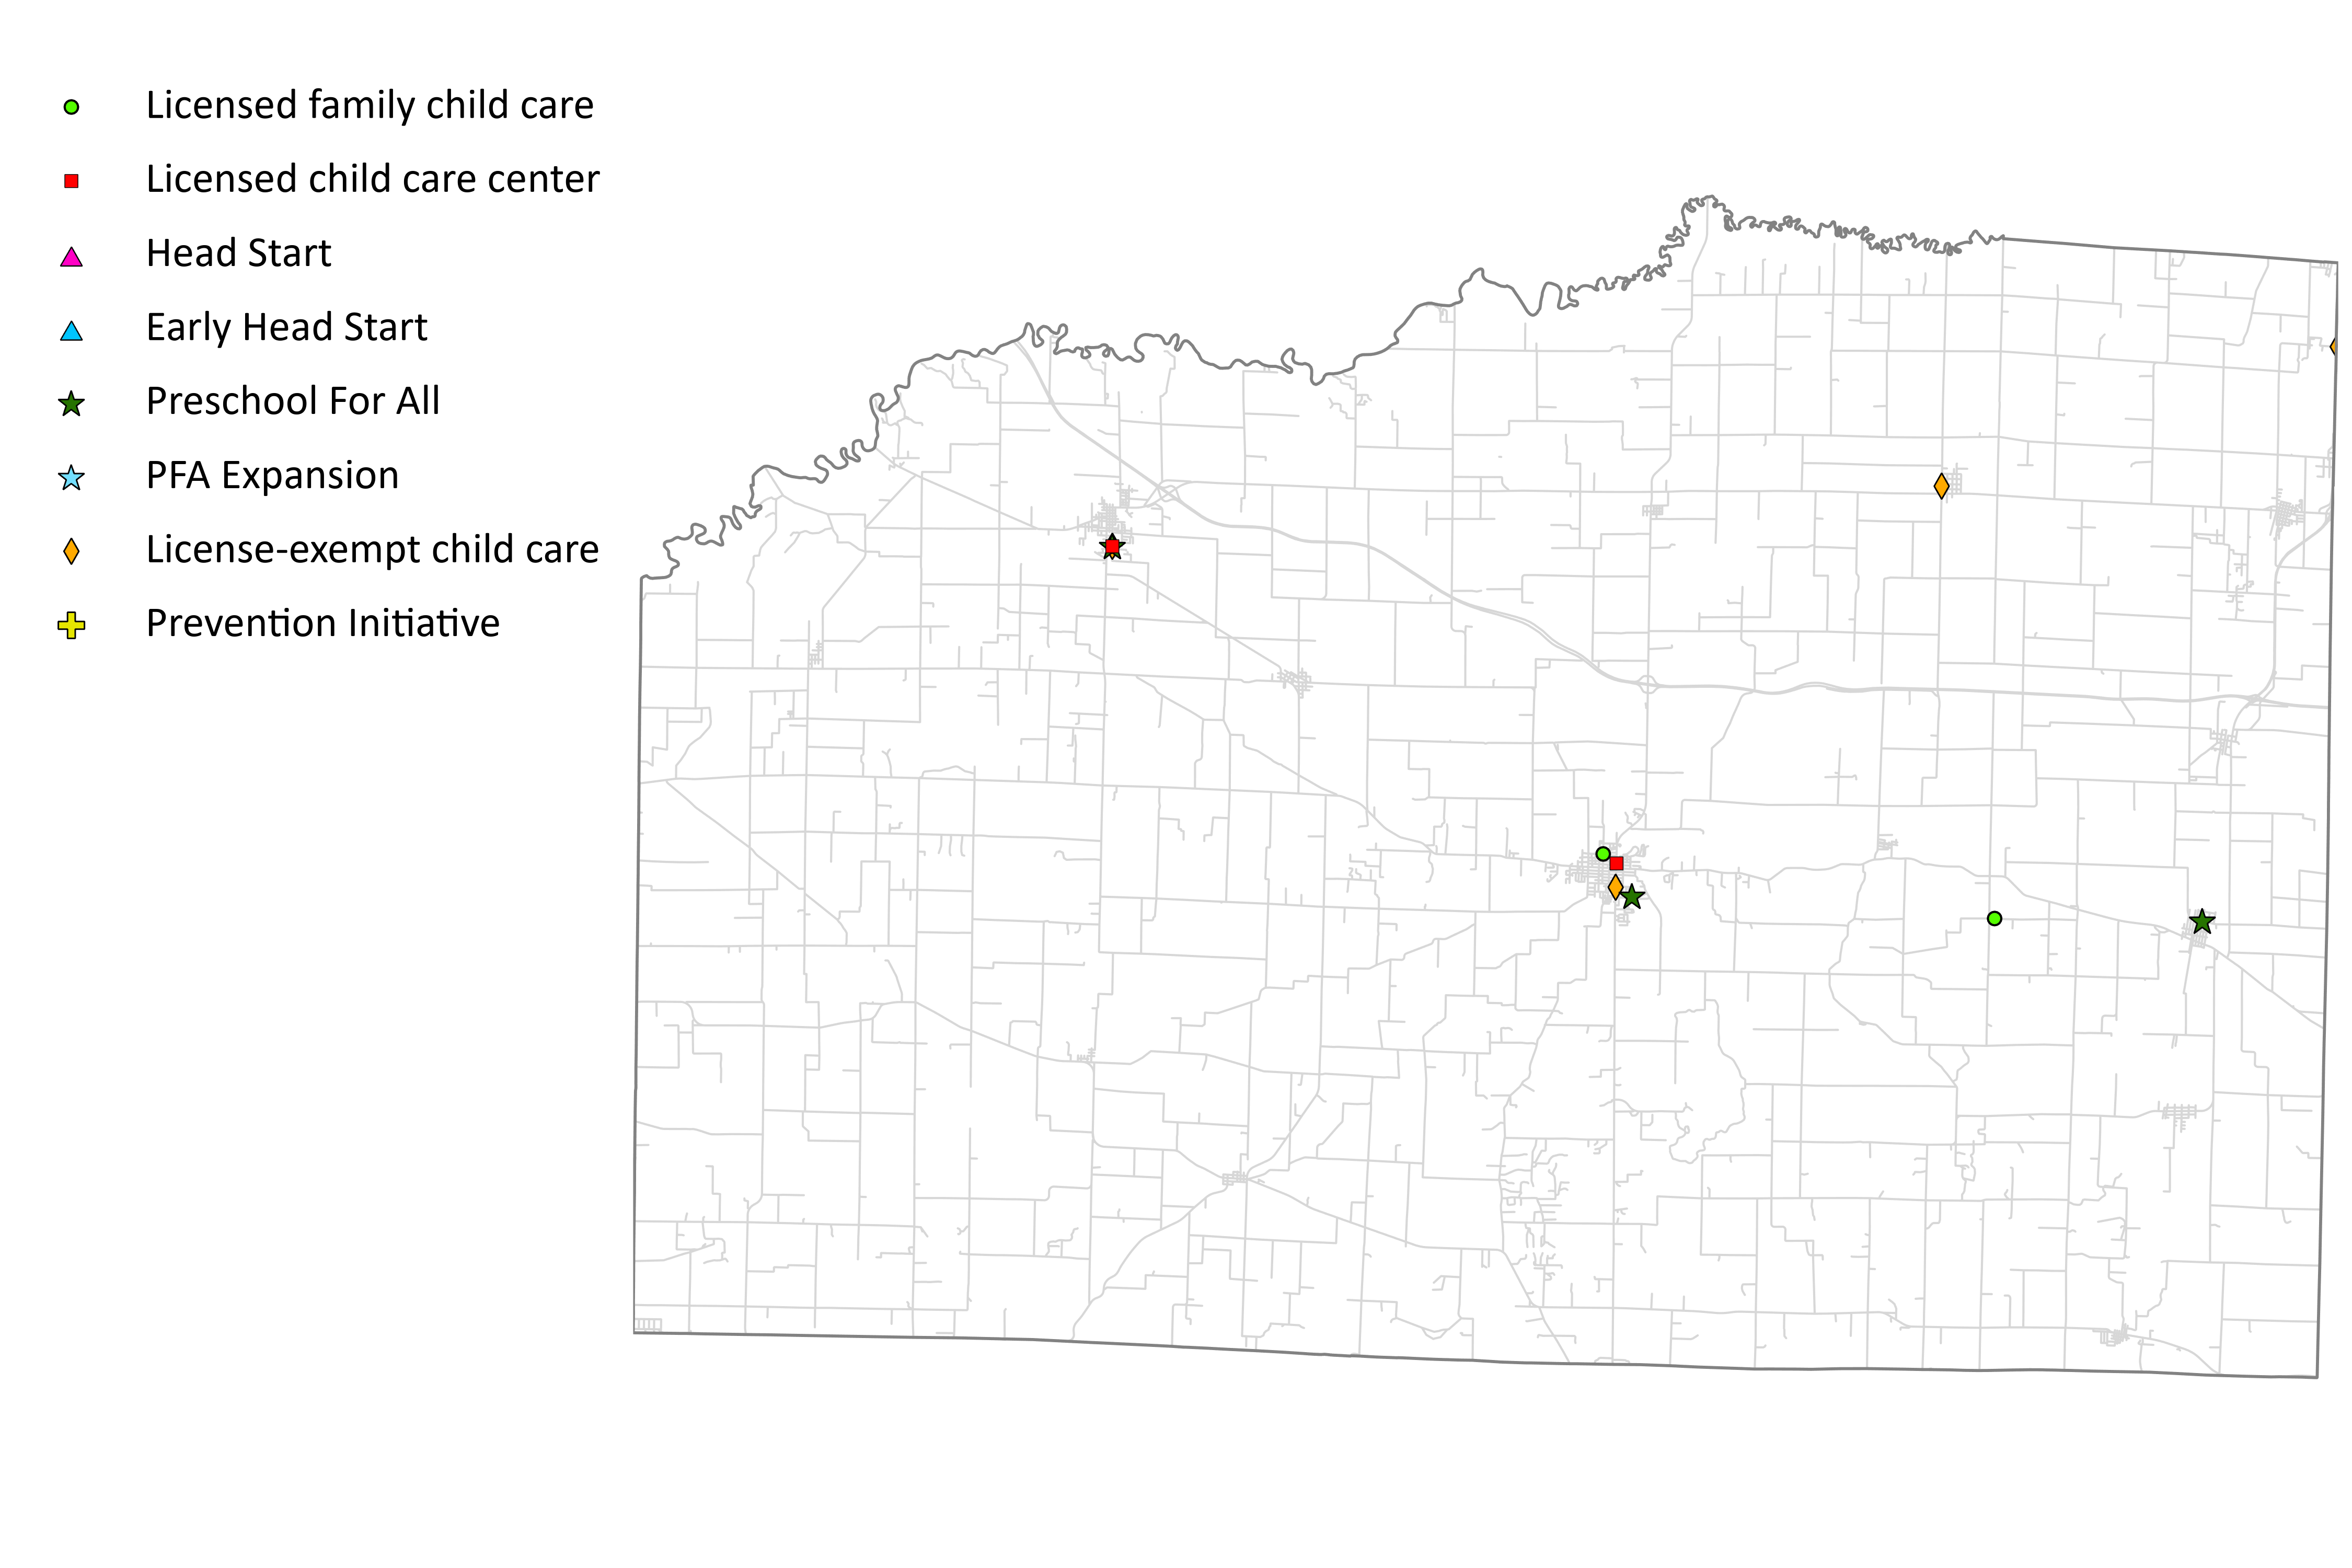 Licensed family child care
Licensed child care center
Head Start
Early Head Start
Preschool For All
PFA Expansion
License-exempt child care
Prevention Initiative